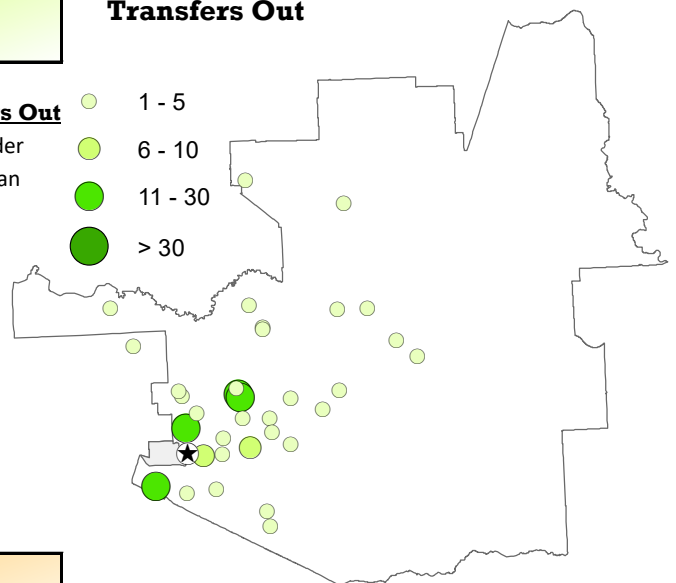 Transfers Out
s Out
der
an
1 - 5
6 - 10
11 - 30
> 30